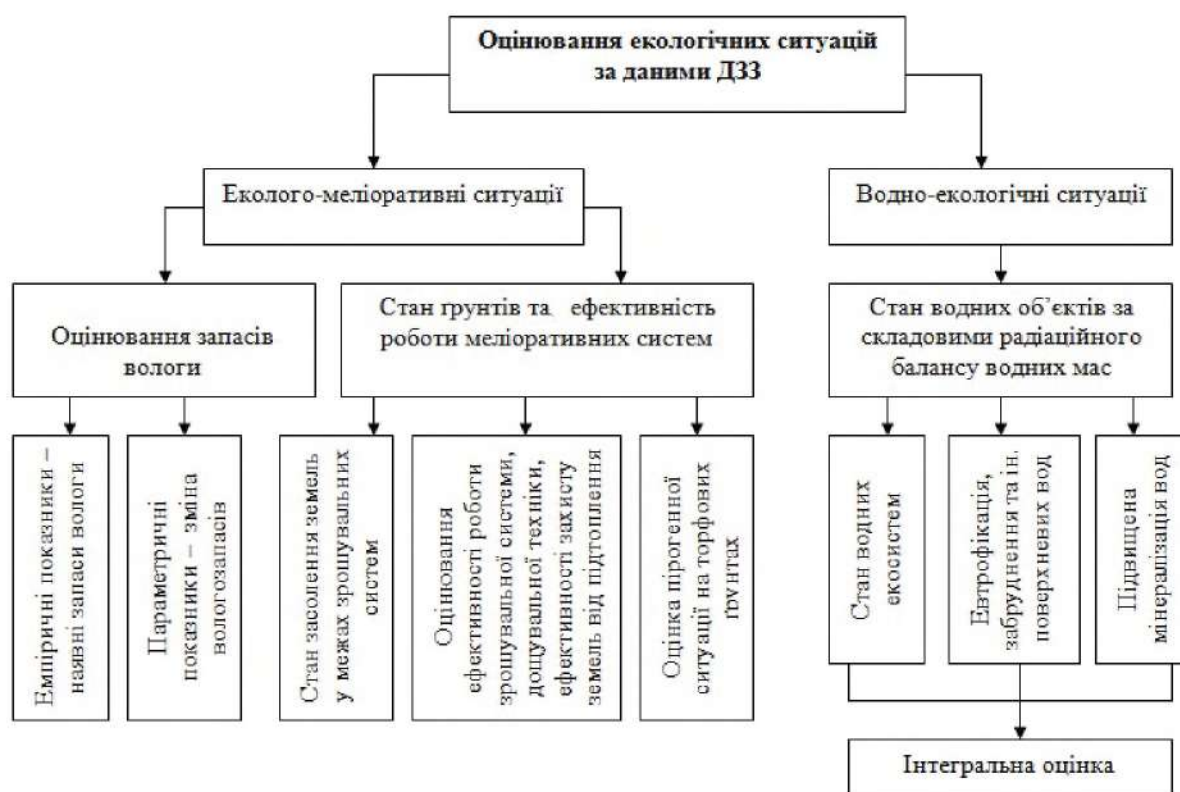 Оцінювання екологічних ситуацій
за даними ДЗЗ
Еколого-меліоративні ситуації
Водно-екологічні ситуації
Оцінювання запасів
вологи
Стан ґрунтів та ефективність
роботи меліоративних систем
Стан водних об’єктів за
складовими радіаційного
балансу водних мас
Емпіричні показники –
наявні запаси вологи
Параметричні
показники – зміна
вологозапасів
Стан засолення земель
у межах зрошувальних
систем
Оцінювання
ефективності роботи
зрошувальної системи,
дощувальної техніки,
ефективності захисту
земель від підтоплення
Оцінка пірогенної
ситуації на торфових
ґрунтах
Стан водних
екосистем
Евтрофікація,
забруднення та ін.
поверхневих вод
Підвищена
мінералізація вод
Інтегральна оцінка